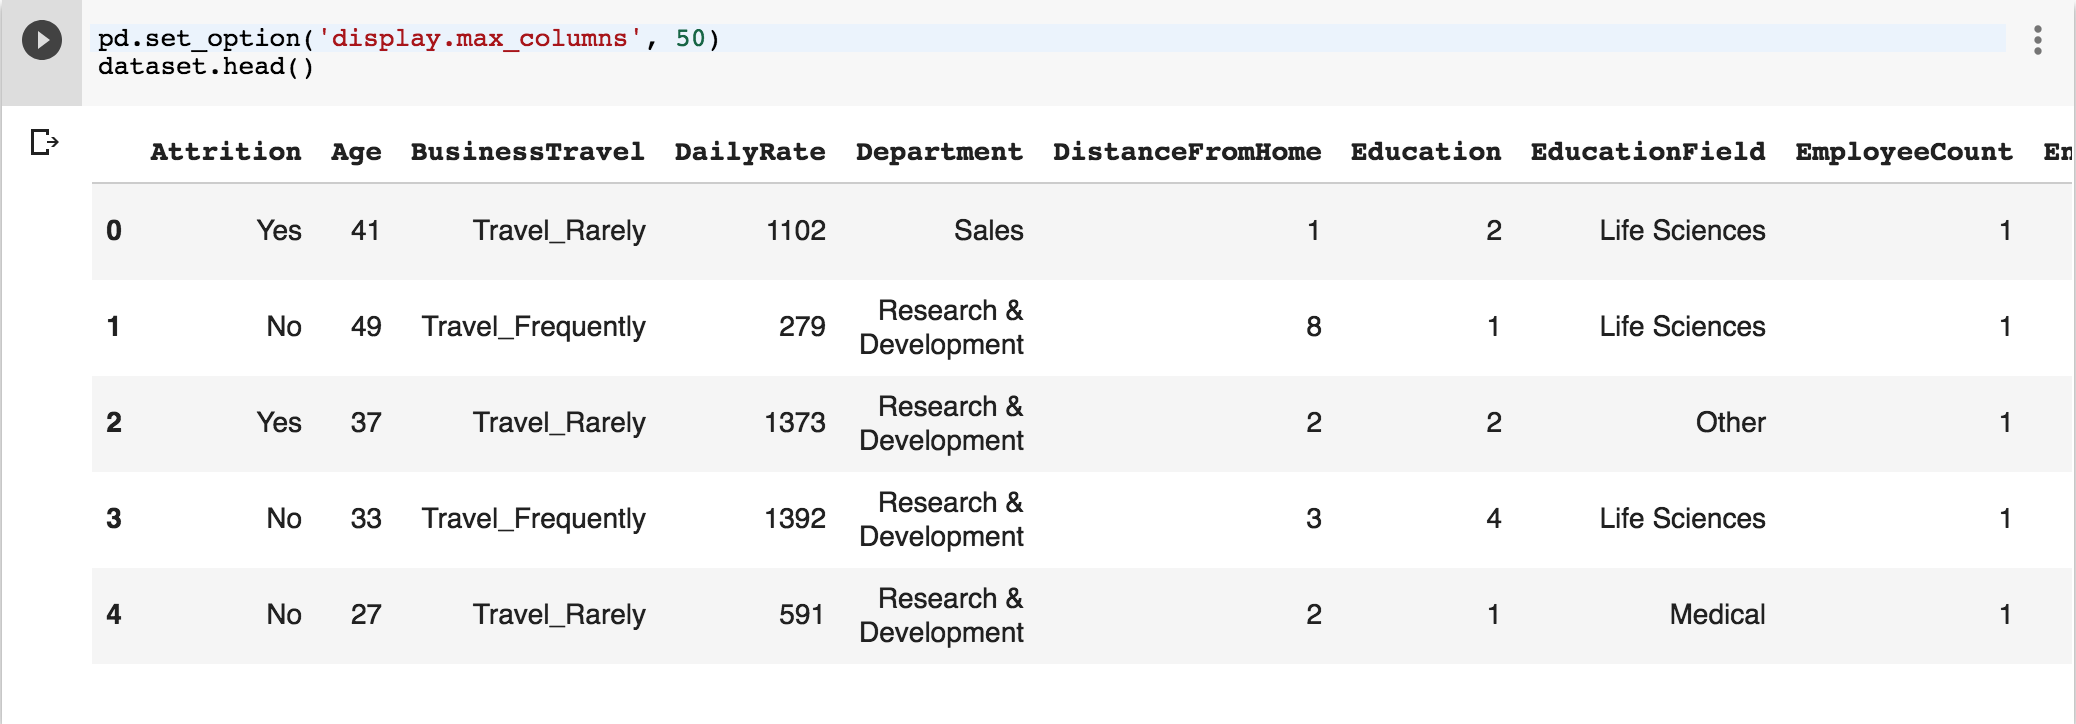 pd.set_option('display.max_columns', 50)
dataset.head()
Attrition Age BusinessTravel DailyRate Department DistanceFromHome Education EducationField EmployeeCount
0 Yes 41 Travel_Rarely 1102 Sales 1 2 Life Sciences 1
1 No 49 Travel_Frequently 279 Research & Development 8 1 Life Sciences 1
2 Yes 37 Travel_Rarely 1373 Research & Development 2 2 Other 1
3 No 33 Travel_Frequently 1392 Research & Development 3 4 Life Sciences 1
4 No 27 Travel_Rarely 591 Research & Development 2 1 Medical 1